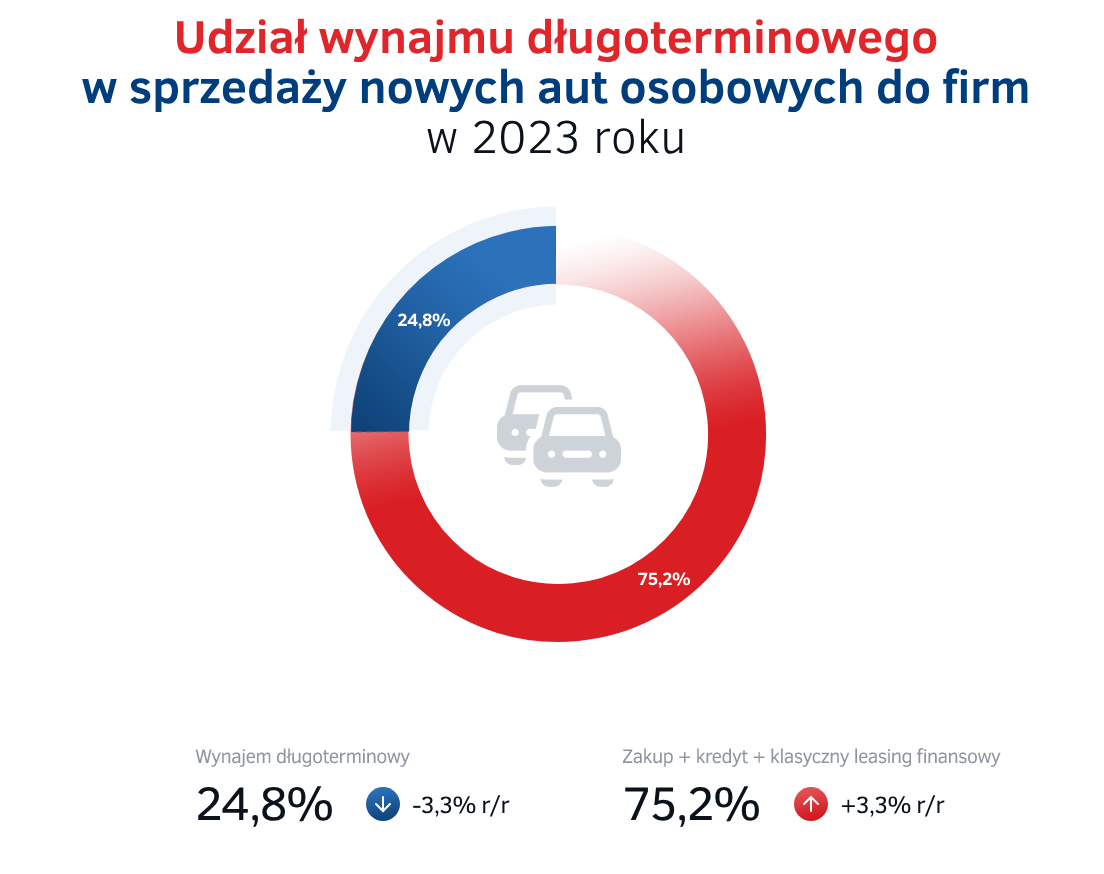 Udział wynajmu długoterminowego
w sprzedaży nowych aut osobowych do firm
w 2023 roku
24,8%
75,2%
Wynajem długoterminowy
24,8% -3,3% r/r
Zakup + kredyt + klasyczny leasing finansowy
75,2% +3,3% r/r